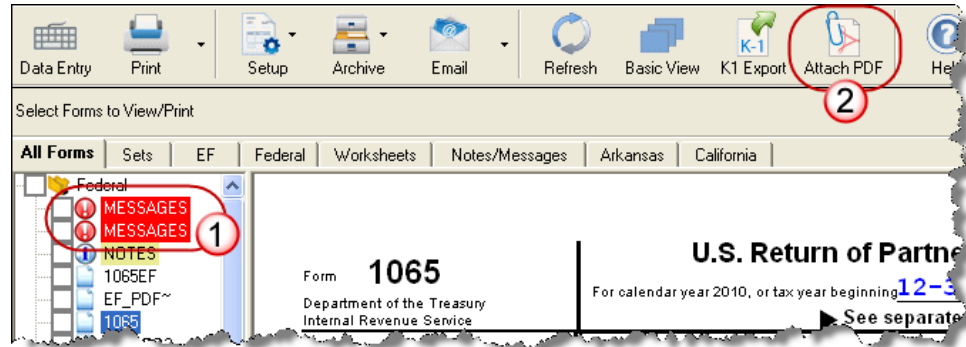 Data Entry Print Setup Archive Email Refresh Basic View K-1 K1 Export Attach PDF
2
Select Forms to View/Print
All Forms Sets EF Federal Worksheets Notes/Messages Arkansas California
Federal
MESSAGES
MESSAGES
1
NOTES
1065EF
EF_PDF~
1065
U.S. Return of Partne
Form 1065
For calendar year 2010, or tax year beginning 12-3
Department of the Treasury
Internal Revenue Service
▶ See separate